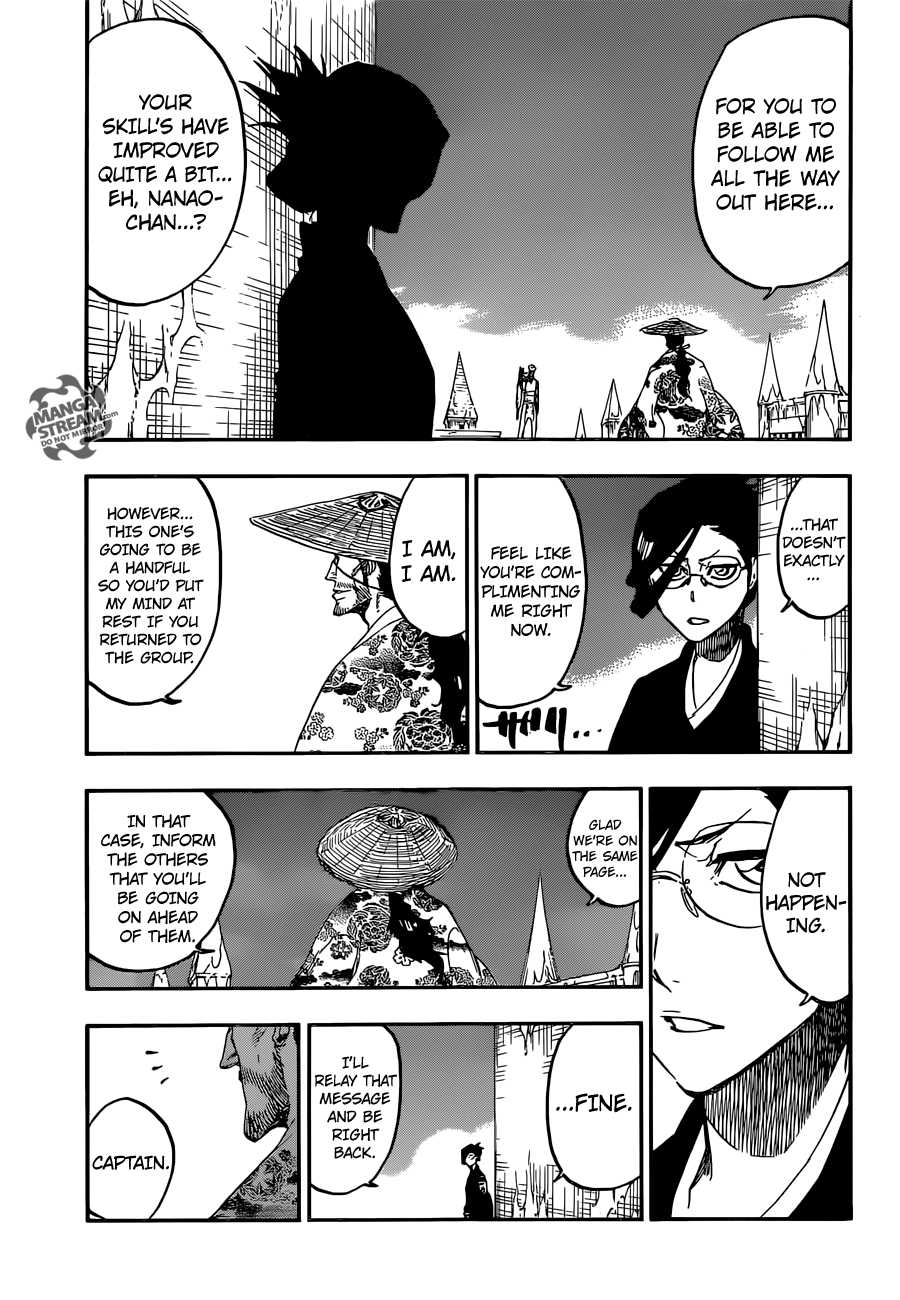 FOR YOU TO
BE ABLE TO
FOLLOW ME
ALL THE WAY
OUT HERE...
YOUR
SKILL'S HAVE
IMPROVED
QUITE A BIT...
EH, NANAO-
CHAN...?
MANGA
STREAM.com
DO NOT MIRROR
...THAT
DOESN'T
EXACTLY
...
FEEL LIKE
YOU'RE COM-
PLIMENTING
ME RIGHT
NOW.
I AM,
I AM.
HOWEVER...
THIS ONE'S
GOING TO BE
A HANDFUL
SO YOU'D PUT
MY MIND AT
REST IF YOU
RETURNED TO
THE GROUP.
NOT
HAPPEN-
ING.
GLAD
WE'RE ON
THE SAME
PAGE...
IN THAT
CASE, INFORM
THE OTHERS
THAT YOU'LL
BE GOING
ON AHEAD
OF THEM.
...FINE.
I'LL
RELAY THAT
MESSAGE
AND BE
RIGHT
BACK.
CAPTAIN.